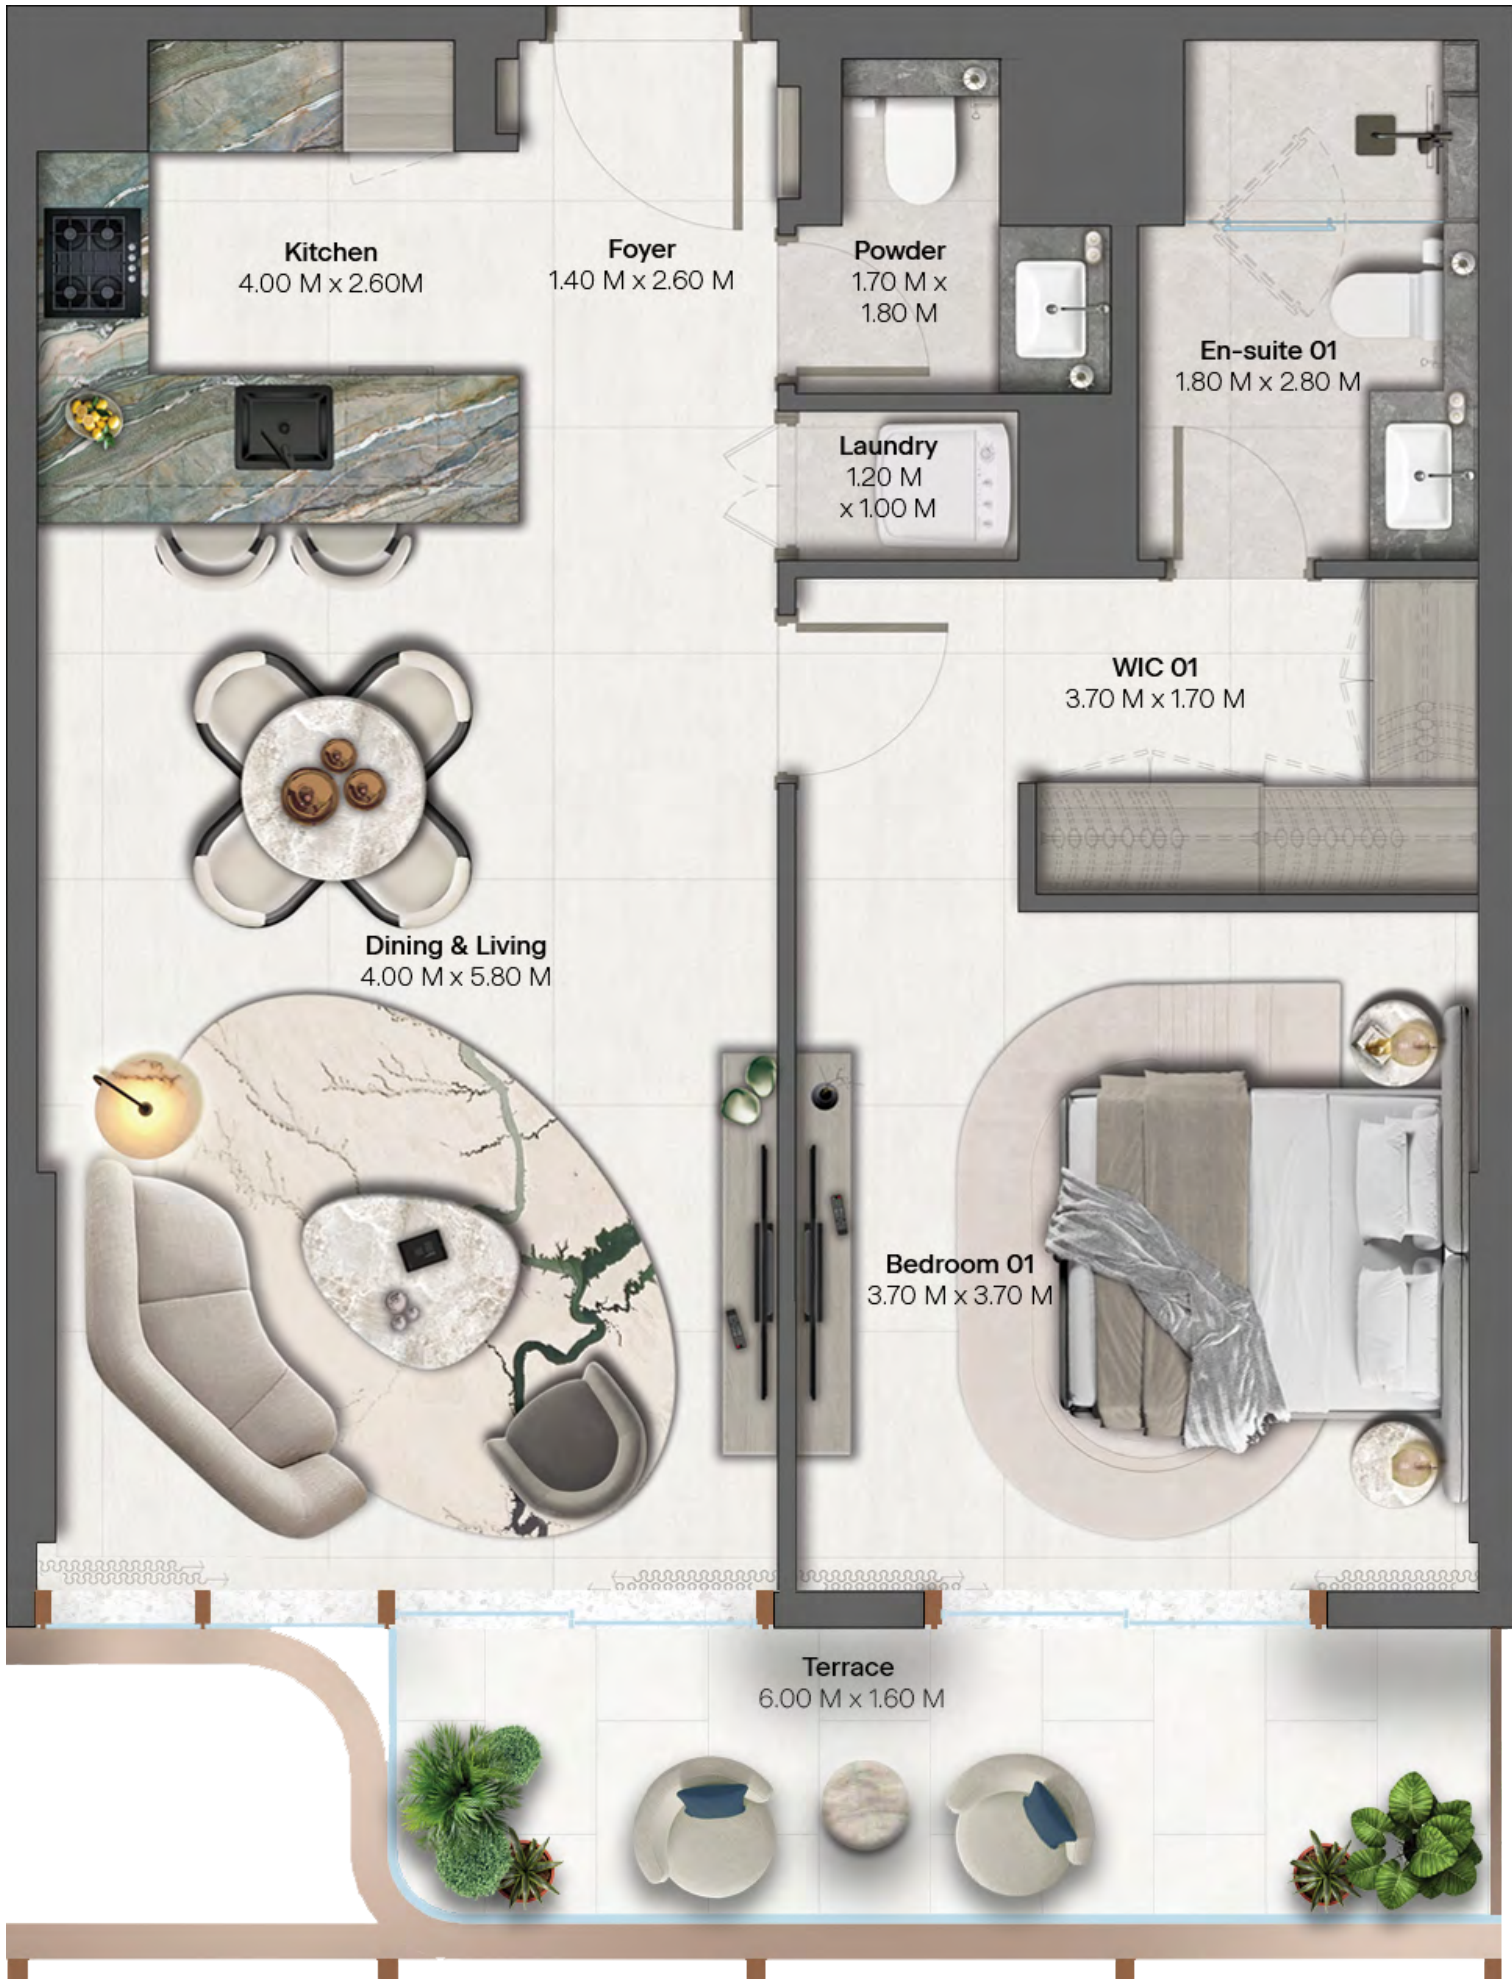 Kitchen
4.00 M x 2.60M
Foyer
1.40 M x 2.60 M
Powder
1.70 M x
1.80 M
En-suite 01
1.80 M x 2.80 M
Laundry
1.20 M
x 1.00 M
WIC 01
3.70 M x 1.70 M
Dining & Living
4.00 M x 5.80 M
Bedroom 01
3.70 M x 3.70 M
Terrace
6.00 M x 1.60 M